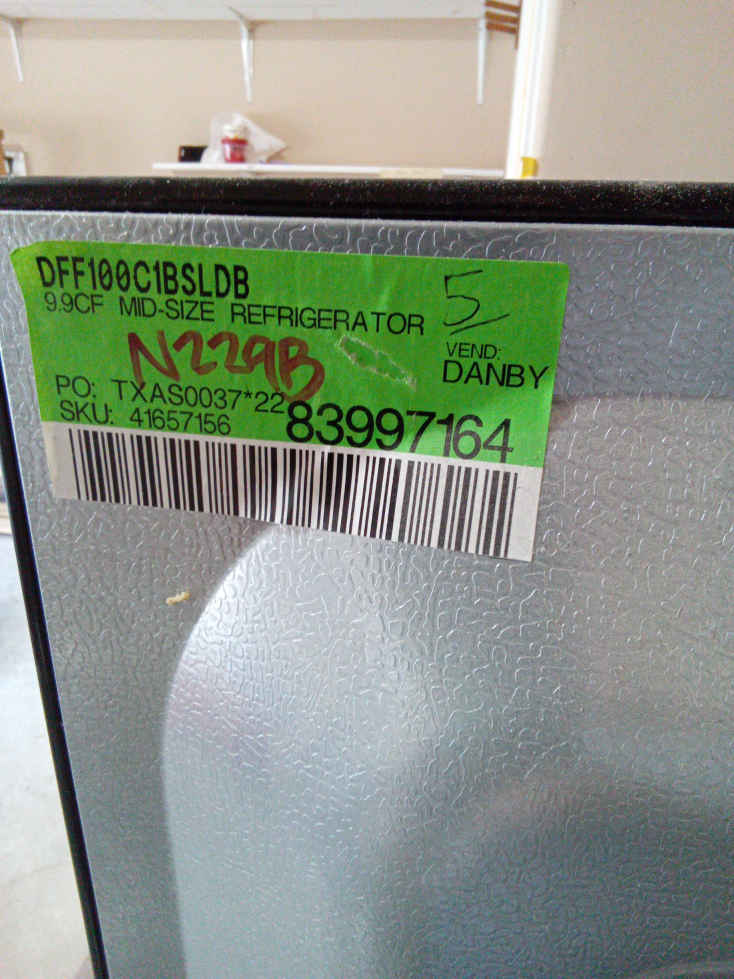 DFF100C1BSLDB
9.9CF MID-SIZE REFRIGERATOR
5
VEND:
DANBY
N229B
PO: TXAS0037*22
SKU: 41657156
83997164